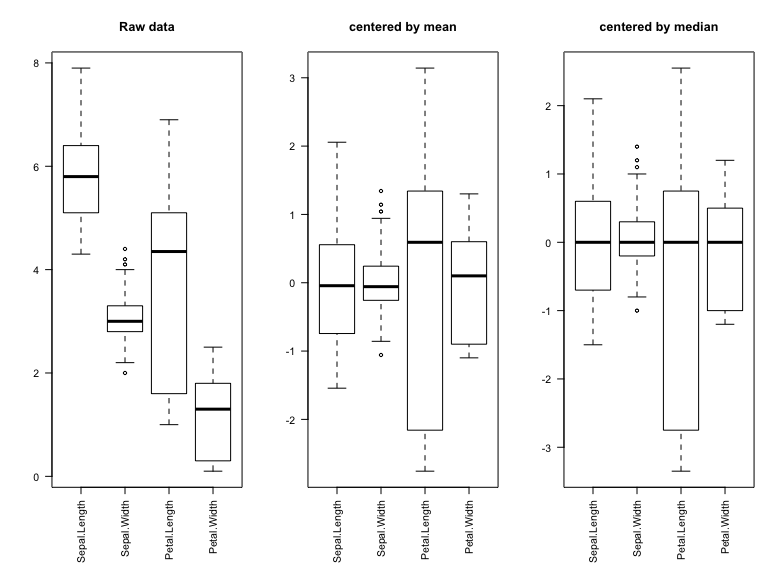 Raw data
8
6
4
2
0
Sepal.Length
Sepal.Width
Petal.Length
Petal.Width
centered by mean
3
2
1
0
-1
-2
Sepal.Length
Sepal.Width
Petal.Length
Petal.Width
centered by median
2
1
0
-1
-2
-3
Sepal.Length
Sepal.Width
Petal.Length
Petal.Width